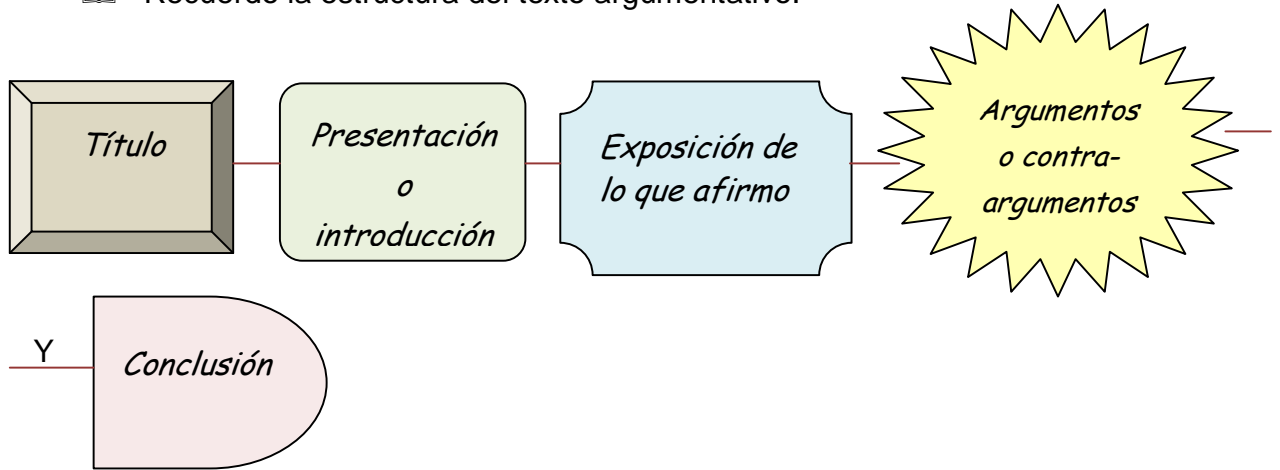 Recuerdo la estructura del texto argumentativo:
Título
Presentación
o
introducción
Exposición de
lo que afirmo
Argumentos
o contra-
argumentos
Y
Conclusión